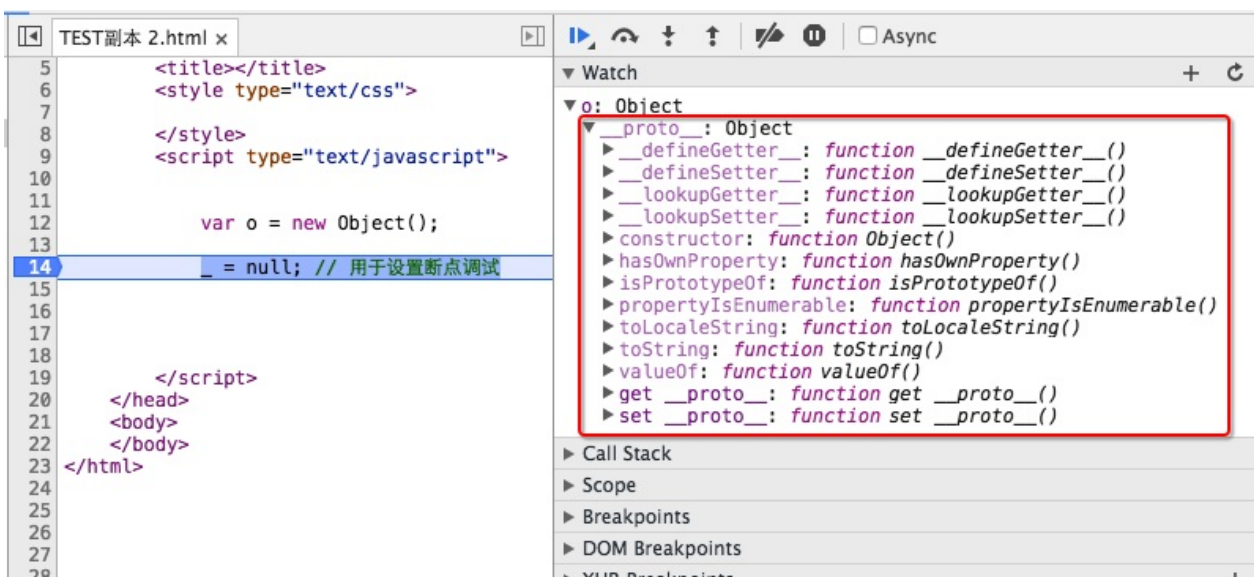 TEST副本 2.html ×
Async
5 <title></title>
6 <style type="text/css">
7
8 </style>
9 <script type="text/javascript">
10
11
12 var o = new Object();
13
14 _ = null; // 用于设置断点调试
15
16
17
18
19 </script>
20 </head>
21 <body>
22 </body>
23 </html>
24
25
26
27
28
▼ Watch
▼ o: Object
▼ __proto__: Object
▶ __defineGetter__: function __defineGetter__()
▶ __defineSetter__: function __defineSetter__()
▶ __lookupGetter__: function __lookupGetter__()
▶ __lookupSetter__: function __lookupSetter__()
▶ constructor: function Object()
▶ hasOwnProperty: function hasOwnProperty()
▶ isPrototypeOf: function isPrototypeOf()
▶ propertyIsEnumerable: function propertyIsEnumerable()
▶ toLocaleString: function toLocaleString()
▶ toString: function toString()
▶ valueOf: function valueOf()
▶ get __proto__: function get __proto__()
▶ set __proto__: function set __proto__()
▶ Call Stack
▶ Scope
▶ Breakpoints
▶ DOM Breakpoints
▶ XHR Breakpoints